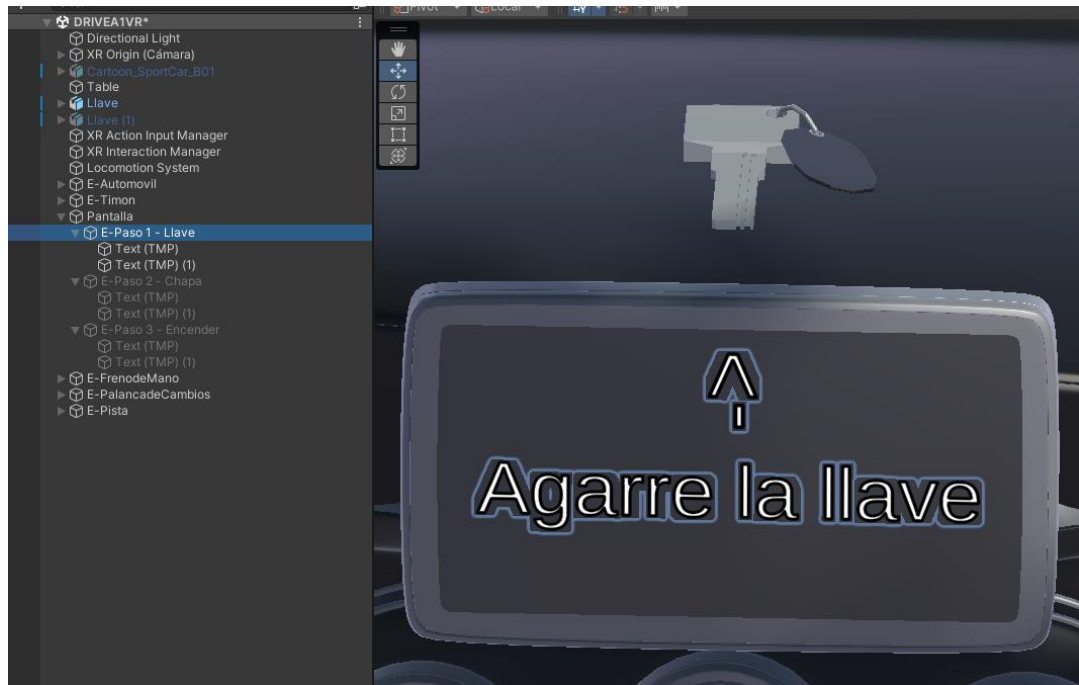 Pivot
Local
DRIVEA1VR*
Directional Light
XR Origin (Cámara)
Cartoon_SportCar_B01
Table
Llave
Llave (1)
XR Action Input Manager
XR Interaction Manager
Locomotion System
E-Automovil
E-Timon
Pantalla
E-Paso 1 - Llave
Text (TMP)
Text (TMP) (1)
E-Paso 2 - Chapa
Text (TMP)
Text (TMP) (1)
E-Paso 3 - Encender
Text (TMP)
Text (TMP) (1)
E-FrenodeMano
E-PalancadeCambios
E-Pista
Agarre la llave